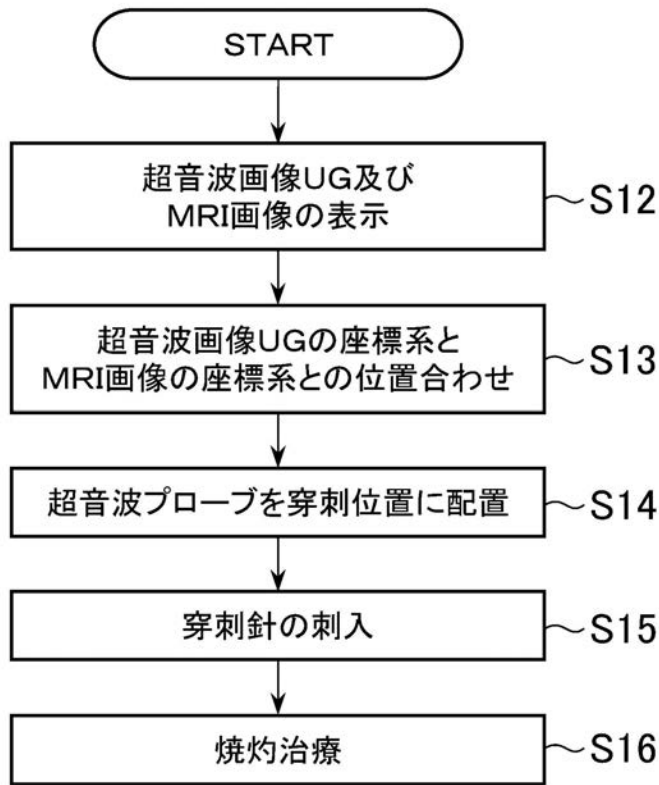 START
超音波画像UG及び
MRI画像の表示
S12
超音波画像UGの座標系と
MRI画像の座標系との位置合わせ
S13
超音波プローブを穿刺位置に配置
S14
穿刺針の刺入
S15
焼灼治療
S16